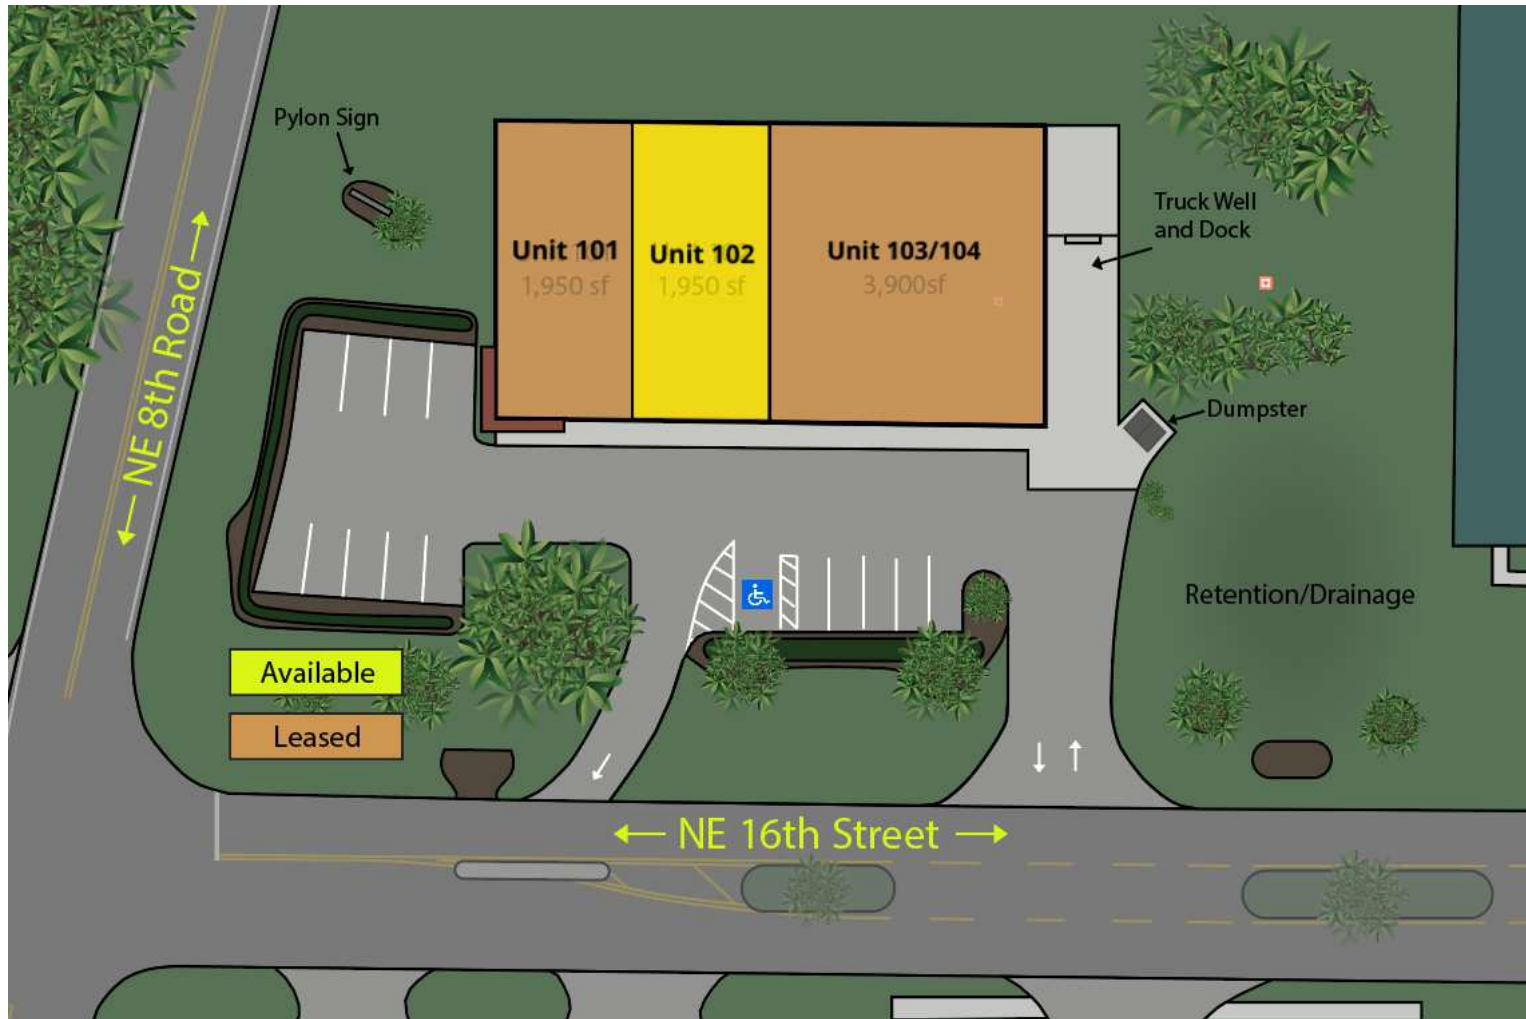 Pylon Sign
Truck Well
and Dock
Unit 101
1,950 sf
Unit 102
1,950 sf
Unit 103/104
3,900sf
NE 8th Road
Dumpster
Retention/Drainage
Available
Leased
NE 16th Street